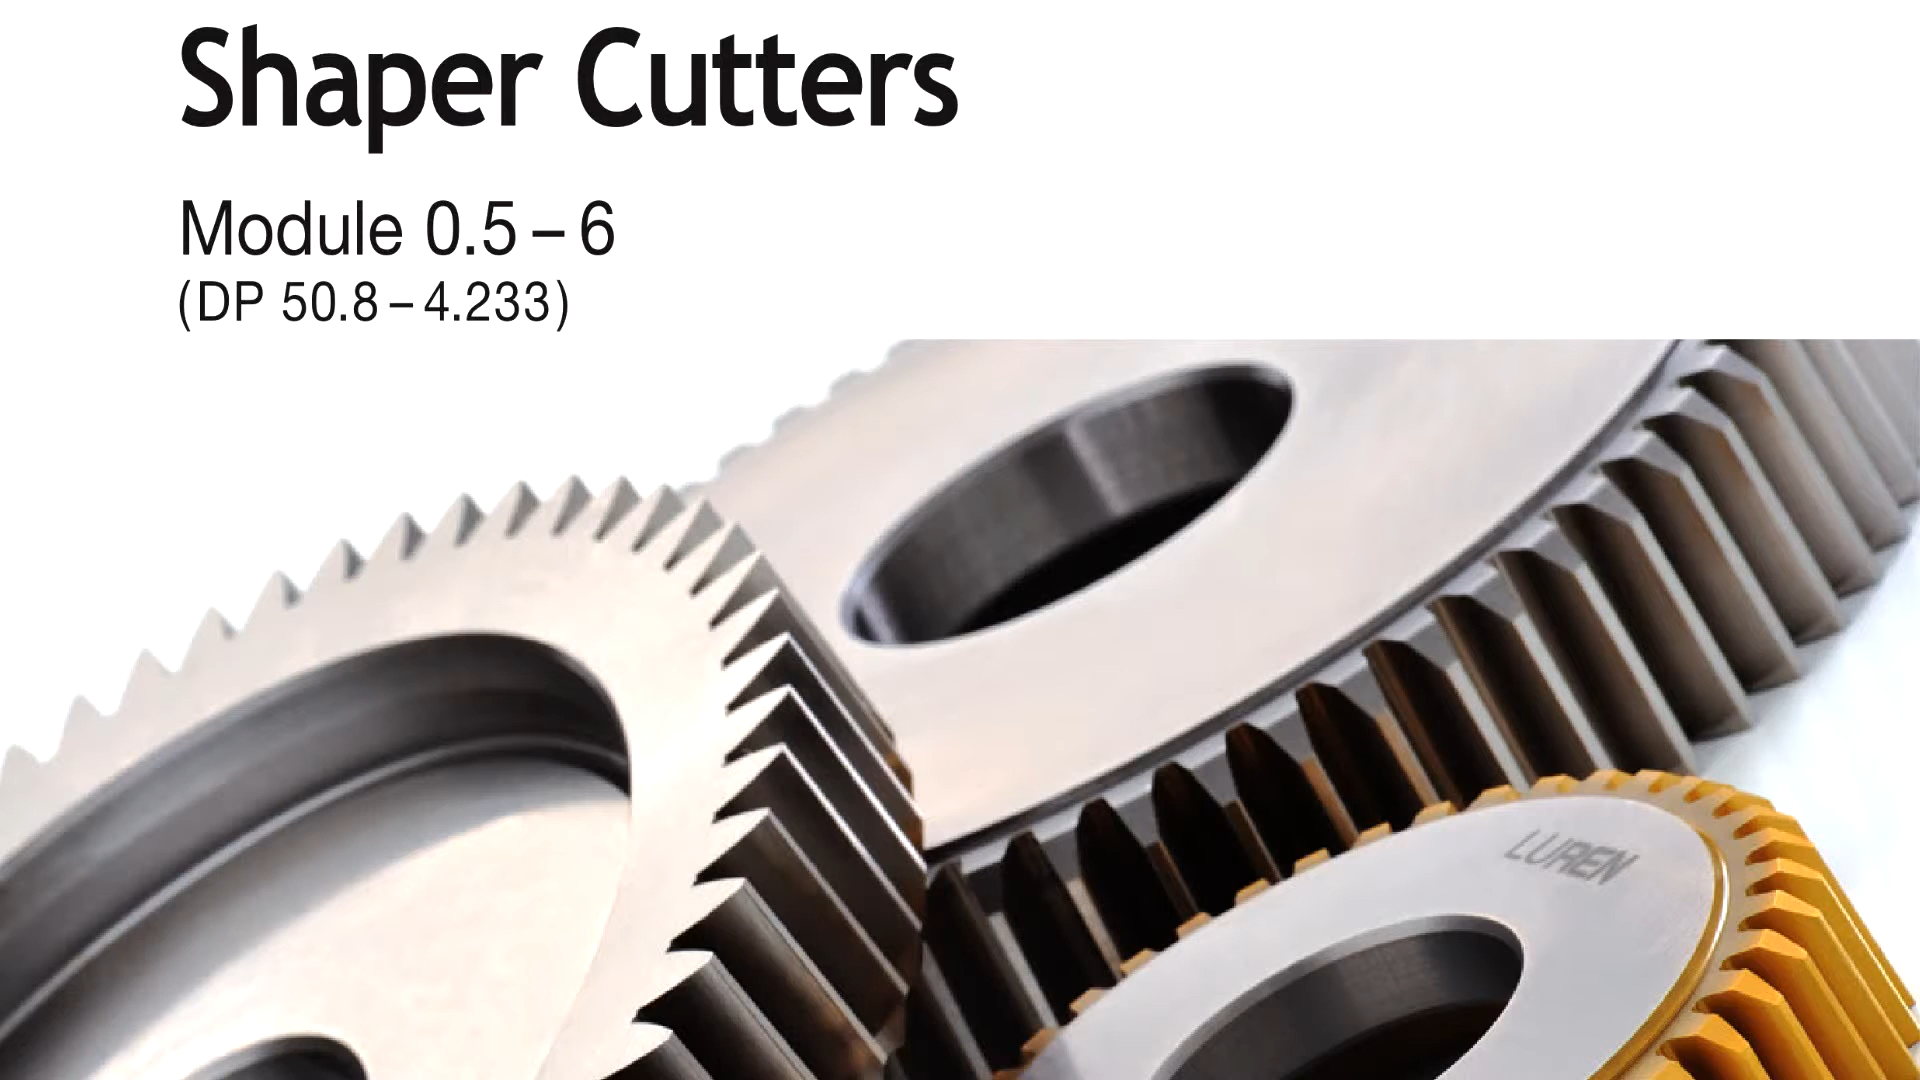 Shaper Cutters
Module 0.5 – 6
(DP 50.8 – 4.233)
LUREN